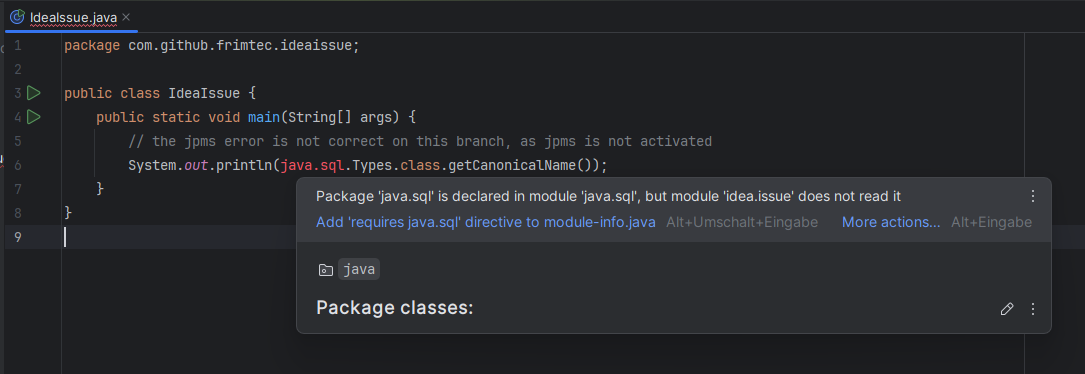 IdeaIssue.java
1 package com.github.frimtec.ideaissue;
2
3 public class IdeaIssue {
4 public static void main(String[] args) {
5 // the jpms error is not correct on this branch, as jpms is not activated
6 System.out.println(java.sql.Types.class.getCanonicalName());
7 }
8 }
9
Package 'java.sql' is declared in module 'java.sql', but module 'idea.issue' does not read it
Add 'requires java.sql' directive to module-info.java Alt+Umschalt+Eingabe More actions... Alt+Eingabe
java
Package classes: